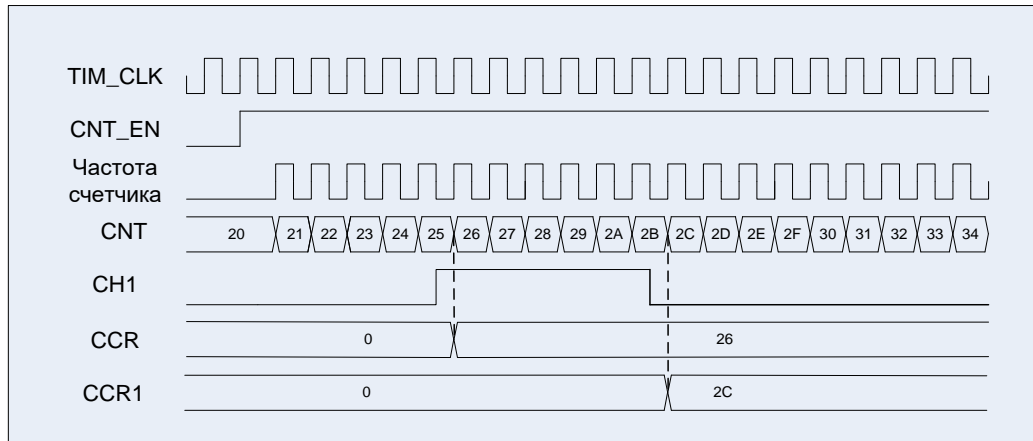 TIM_CLK
CNT_EN
Частота
счетчика
CNT 20 21 22 23 24 25 26 27 28 29 2A 2B 2C 2D 2E 2F 30 31 32 33 34
CH1
CCR 0 26
CCR1 0 2C